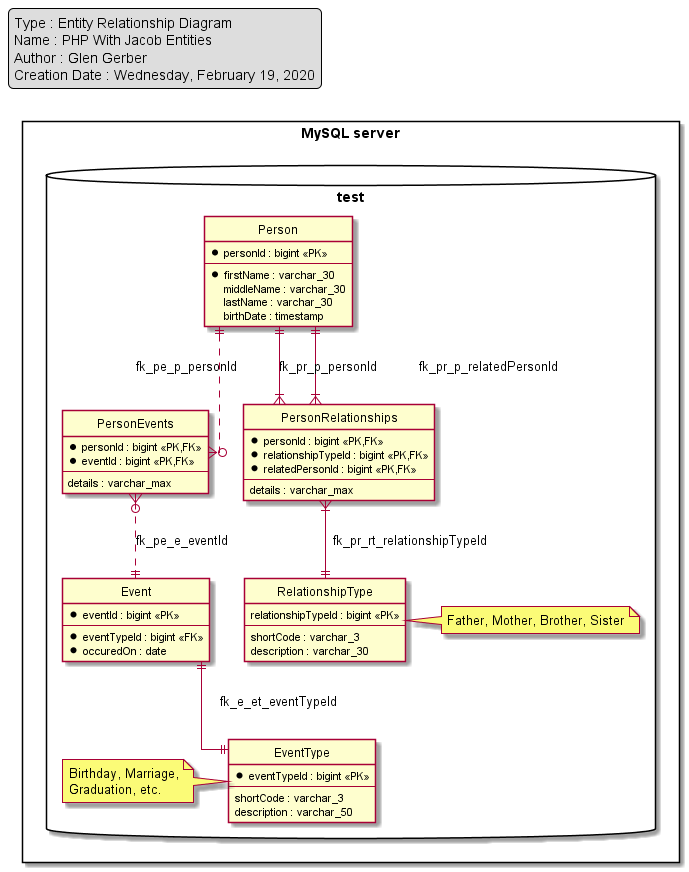 Type : Entity Relationship Diagram
Name : PHP With Jacob Entities
Author : Glen Gerber
Creation Date : Wednesday, February 19, 2020
MySQL server
test
Person
personId : bigint «PK»
firstName : varchar_30
middleName : varchar_30
lastName : varchar_30
birthDate : timestamp
fk_pe_p_personId
fk_pr_p_personId
fk_pr_p_relatedPersonId
PersonEvents
personId : bigint «PK,FK»
eventId : bigint «PK,FK»
details : varchar_max
PersonRelationships
personId : bigint «PK,FK»
relationshipTypeId : bigint «PK,FK»
relatedPersonId : bigint «PK,FK»
details : varchar_max
fk_pe_e_eventId
fk_pr_rt_relationshipTypeId
Event
eventId : bigint «PK»
eventTypeId : bigint «FK»
occuredOn : date
RelationshipType
relationshipTypeId : bigint «PK»
shortCode : varchar_3
description : varchar_30
Father, Mother, Brother, Sister
fk_e_et_eventTypeId
Birthday, Marriage,
Graduation, etc.
EventType
eventTypeId : bigint «PK»
shortCode : varchar_3
description : varchar_50